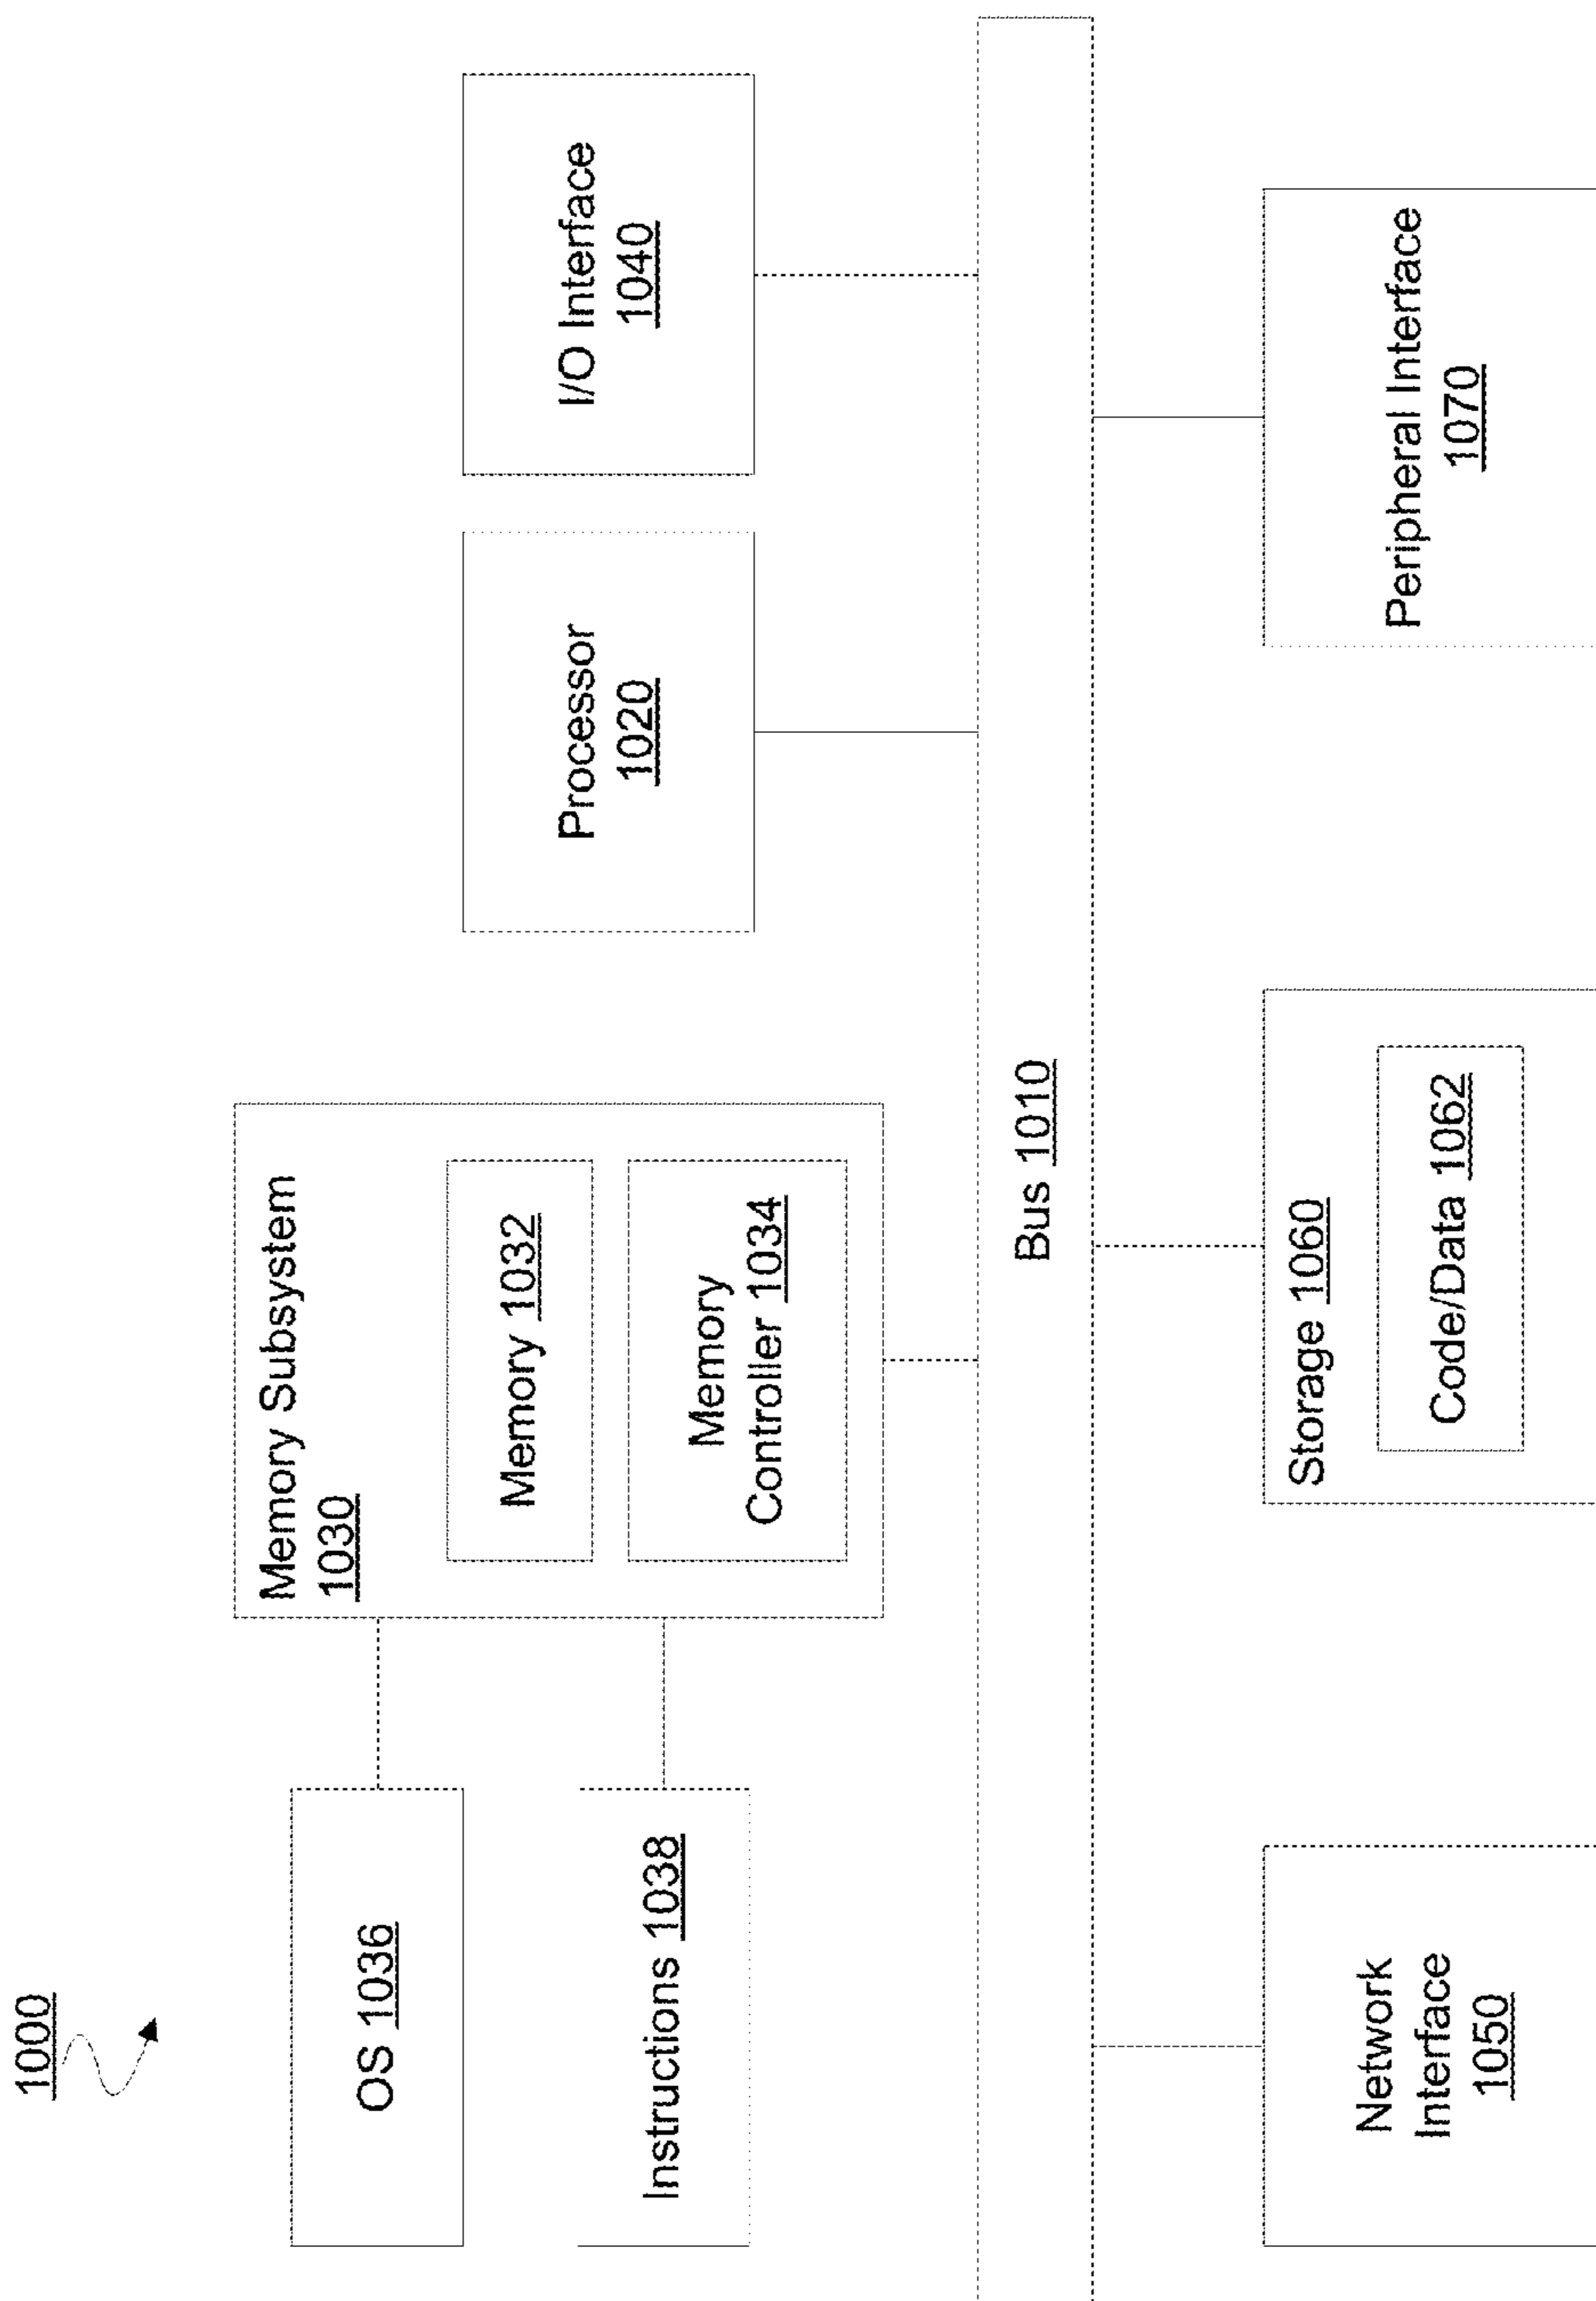 1000
OS 1036
Instructions 1038
Memory Subsystem
1030
Memory 1032
Memory
Controller 1034
Processor
1020
I/O Interface
1040
Bus 1010
Network
Interface
1050
Storage 1060
Code/Data 1062
Peripheral Interface
1070